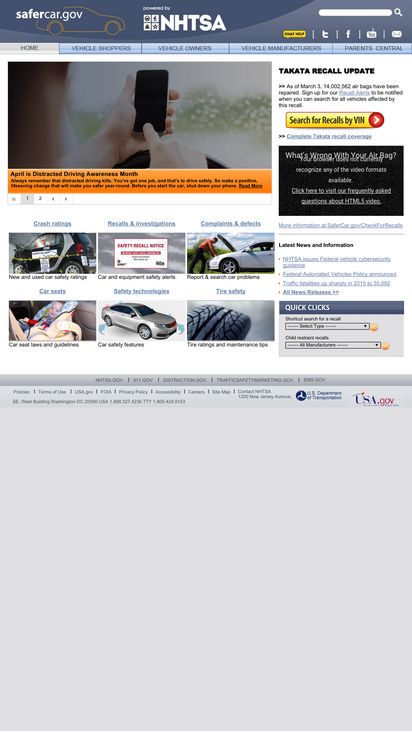 safercar.gov
powered by
NHTSA
CHAT HELP
HOME
VEHICLE SHOPPERS
VEHICLE OWNERS
VEHICLE MANUFACTURERS
PARENTS CENTRAL
April is Distracted Driving Awareness Month
Always remember that distracted driving kills. You've got one job, and that's to drive safely. So make a positive,
lifesaving change that will make you safer year-round. Before you start the car, shut down your phone. Read More
1 2
Crash ratings
New and used car safety ratings
Recalls & investigations
SAFETY RECALL NOTICE
Car and equipment safety alerts
Complaints & defects
Report & search car problems
Car seats
Car seat laws and guidelines
Safety technologies
Car safety features
Tire safety
Tire ratings and maintenance tips
TAKATA RECALL UPDATE
>> As of March 3, 14,002,562 air bags have been
repaired. Sign up for our Recall Alerts to be notified
when you can search for all vehicles affected by
this recall.
Search for Recalls by VIN
>> Complete Takata recall coverage
What's Wrong With Your Air Bag?
Your browser does not currently
recognize any of the video formats
available.
Click here to visit our frequently asked
questions about HTML5 video.
More information at SaferCar.gov/CheckForRecalls
Latest News and Information
NHTSA issues Federal vehicle cybersecurity
guidance
Federal Automated Vehicles Policy announced
Traffic fatalities up sharply in 2015 to 35,092
All News Releases >>
QUICK CLICKS
Shortcut search for a recall
------- Select Type -------
Child restraint recalls
-- All Manufacturers --
NHTSA.GOV | 911.GOV | DISTRACTION.GOV | TRAFFICSAFETYMARKETING.GOV | EMS.GOV
Policies | Terms of Use | USA.gov | FOIA | Privacy Policy | Accessibility | Careers | Site Map | Contact NHTSA
1200 New Jersey Avenue,
SE, West Building Washington DC 20590 USA 1.888.327.4236 TTY 1.800.424.9153
U.S. Department
of Transportation
USA.gov